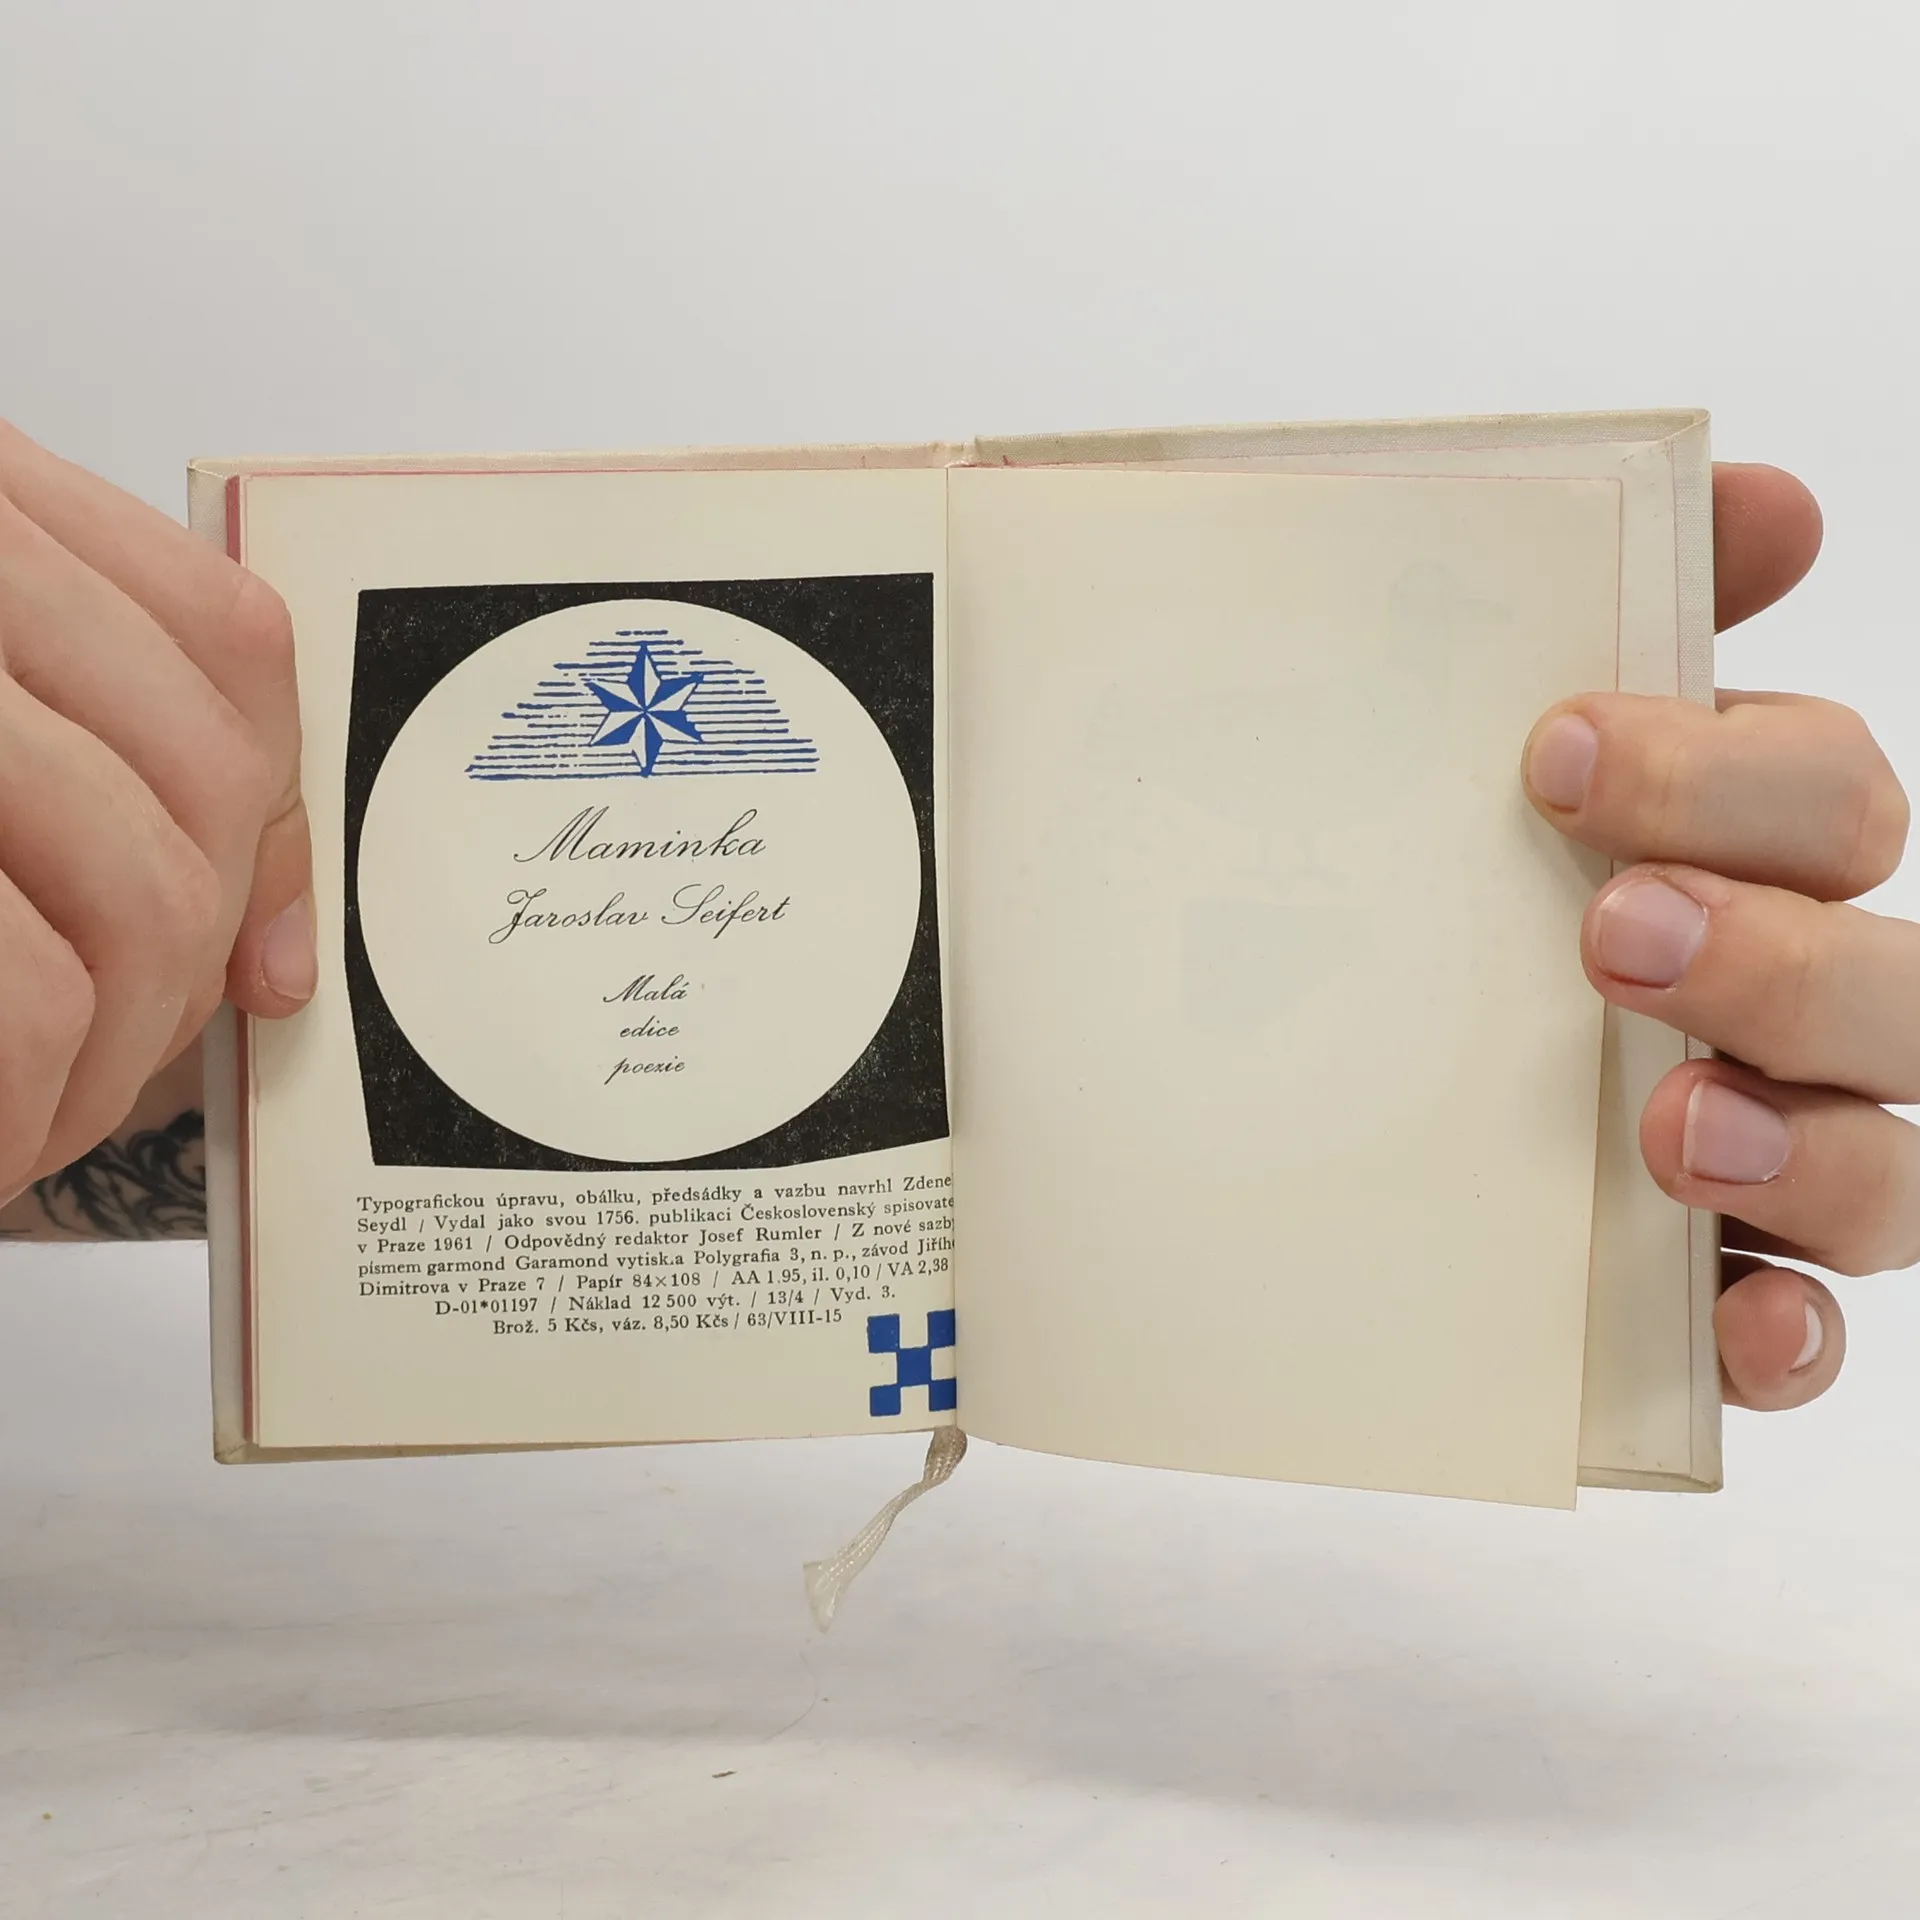 Maminka
Jaroslav Seifert
Malá
edice
poezie
Typografickou úpravu, obálku, předsádky a vazbu navrhl Zdene
Seydl / Vydal jako svou 1756. publikaci Československý spisovate
v Praze 1961 / Odpovědný redaktor Josef Rumler / Z nové sazb
písmem garmond Garamond vytisk.a Polygrafia 3, n. p., závod Jiříh
Dimitrova v Praze 7 / Papír 84×108 / AA 1.95, il. 0,10 / VA 2,38
D-01*01197 / Náklad 12 500 výt. / 13/4 / Vyd. 3.
Brož. 5 Kčs, váz. 8,50 Kčs / 63/VIII-15